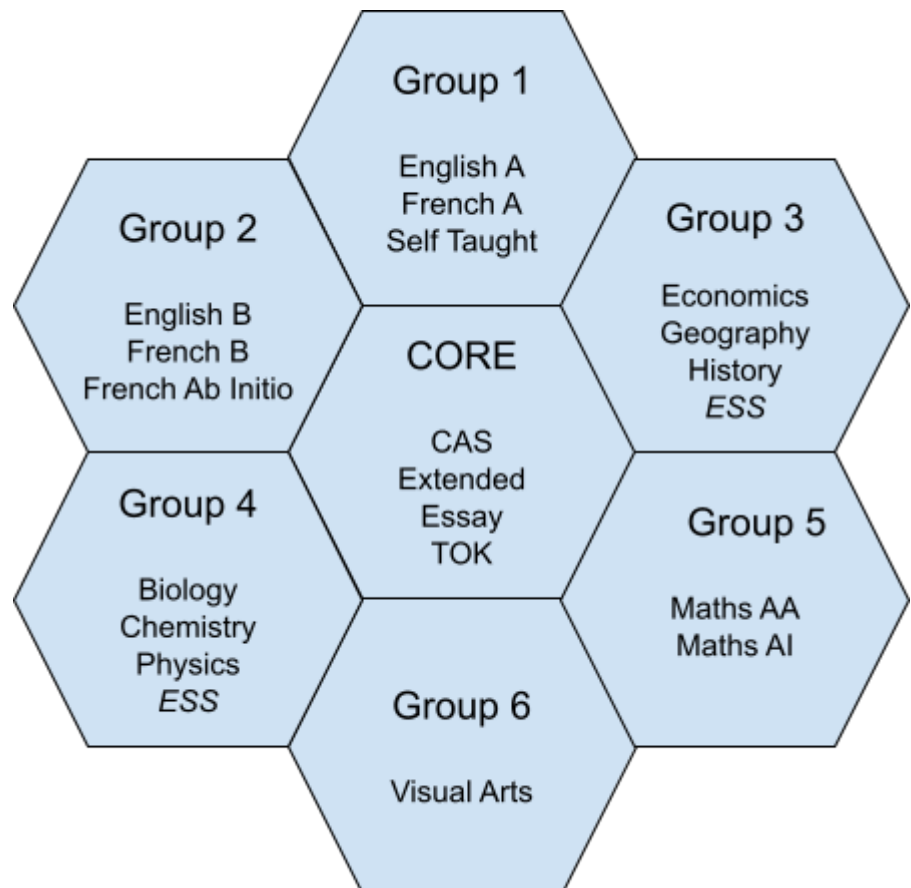 Group 1
English A
French A
Self Taught
Group 2
English B
French B
French Ab Initio
Group 3
Economics
Geography
History
ESS
CORE
CAS
Extended
Essay
TOK
Group 4
Biology
Chemistry
Physics
ESS
Group 5
Maths AA
Maths AI
Group 6
Visual Arts